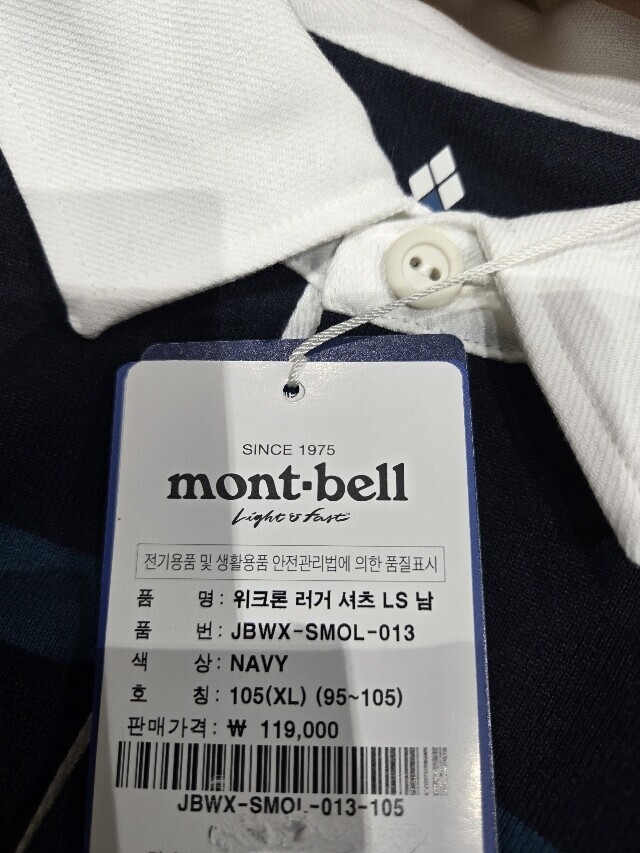 SINCE 1975
mont-bell
Light & Fast
전기용품 및 생활용품 안전관리법에 의한 품질표시
품 명 : 위크론 러거 셔츠 LS 남
품 번 : JBWX-SMOL-013
색 상 : NAVY
호 칭 : 105(XL) (95~105)
판매가격 : ₩ 119,000
JBWX-SMOL-013-105